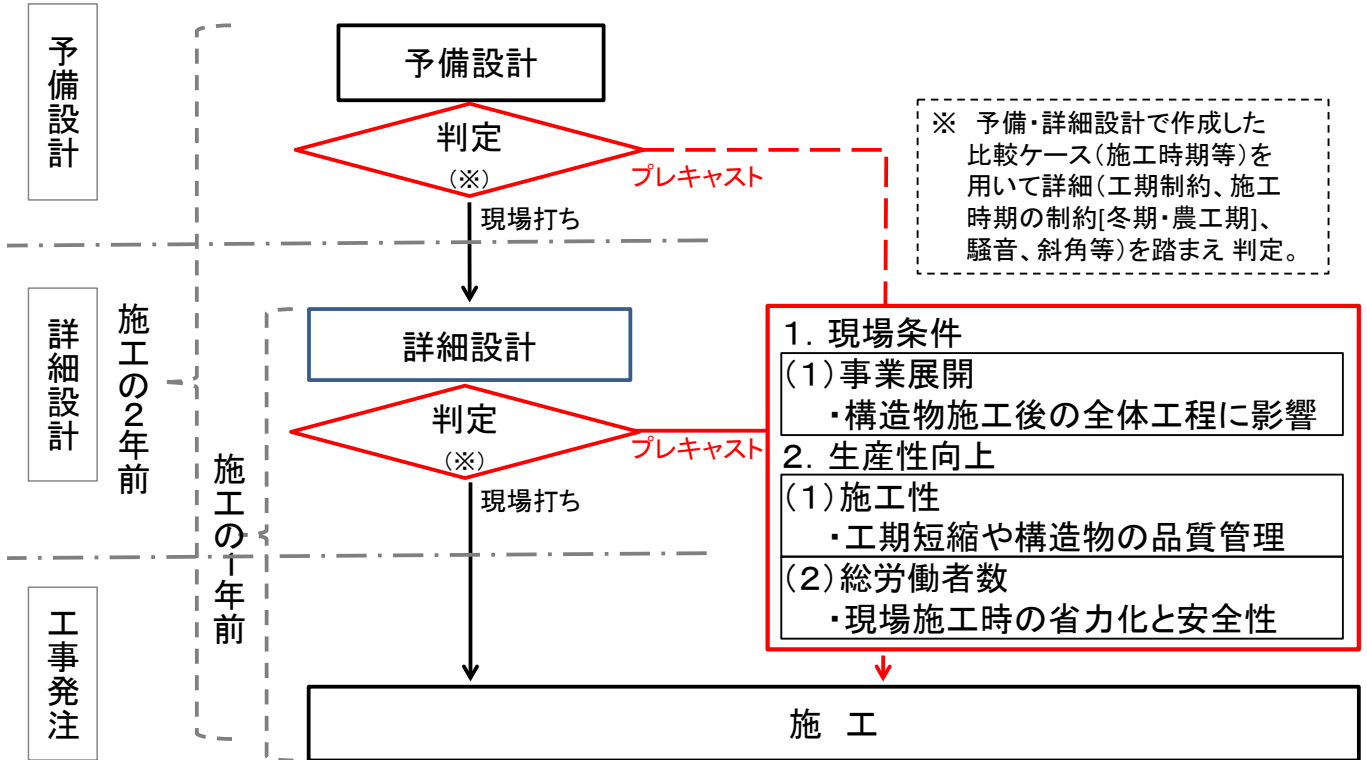 予備設計
予備設計
判定
(※)
プレキャスト
現場打ち
※ 予備・詳細設計で作成した
比較ケース(施工時期等)を
用いて詳細(工期制約、施工
時期の制約[冬期・農工期]、
騒音、斜角等)を踏まえ 判定。
詳細設計
施工の2年前
詳細設計
判定
(※)
プレキャスト
現場打ち
施工の1年前
1. 現場条件
(1)事業展開
・構造物施工後の全体工程に影響
2. 生産性向上
(1)施工性
・工期短縮や構造物の品質管理
(2)総労働者数
・現場施工時の省力化と安全性
工事発注
施 工